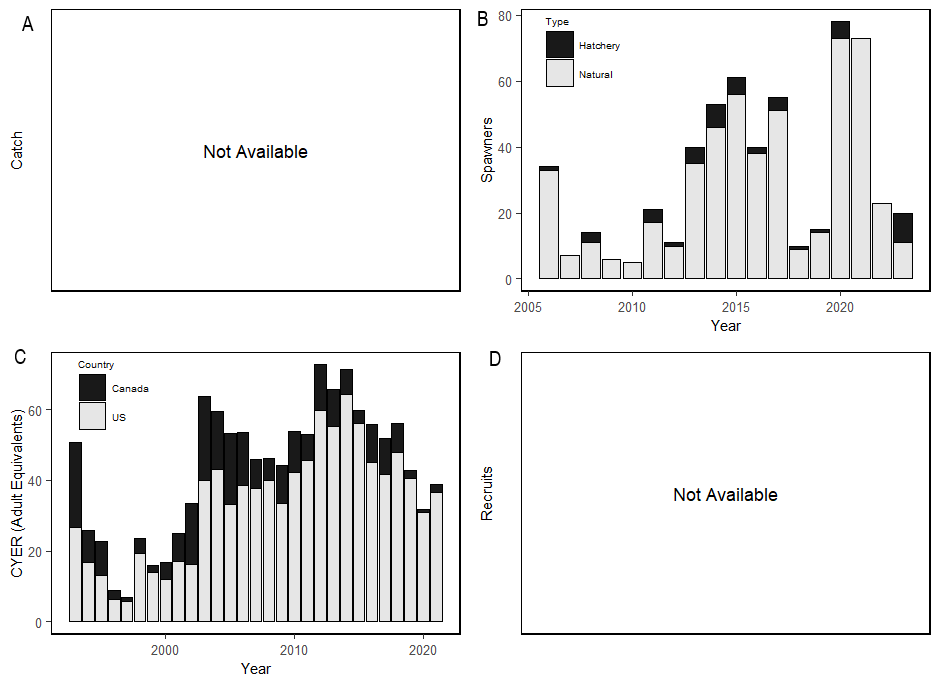 A
Catch
Not Available
B
Spawners
80
60
40
20
0
Type
Hatchery
Natural
2005
2010
2015
2020
Year
C
CYER (Adult Equivalents)
60
40
20
0
Country
Canada
US
2000
2010
2020
Year
D
Recruits
Not Available